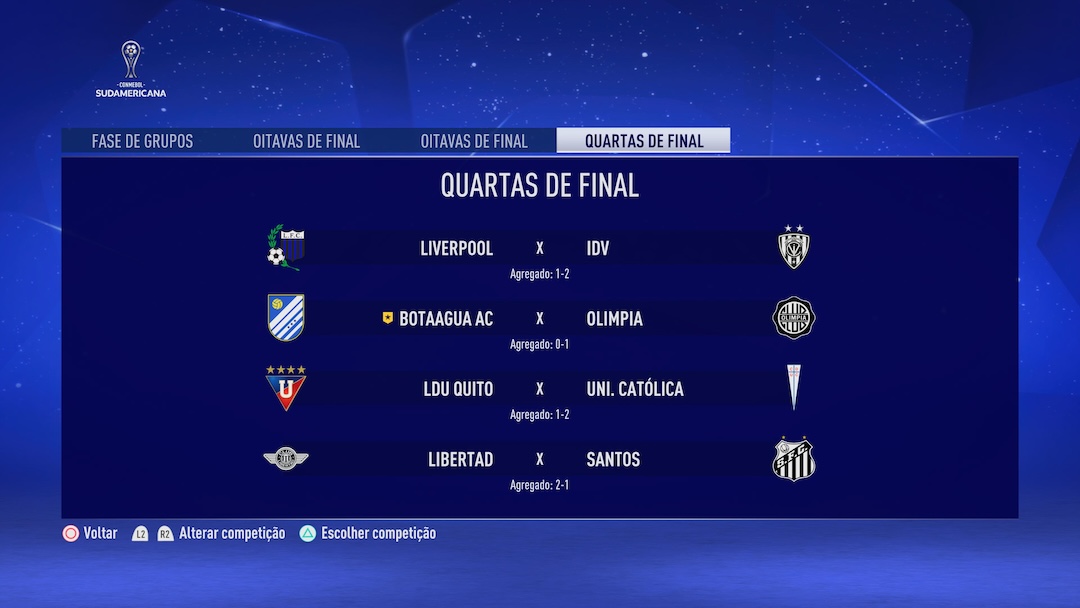 -CONMEBOL-
SUDAMERICANA
FASE DE GRUPOS OITAVAS DE FINAL OITAVAS DE FINAL QUARTAS DE FINAL
QUARTAS DE FINAL
L.F.C.
LIVERPOOL X IDV
Agregado: 1-2
BOTAAGUA AC X OLIMPIA
OLIMPIA
Agregado: 0-1
U
LDU QUITO X UNI. CATÓLICA
Agregado: 1-2
LIBERTAD X SANTOS
S.F.C.
Agregado: 2-1
Voltar L2 R2 Alterar competição Escolher competição